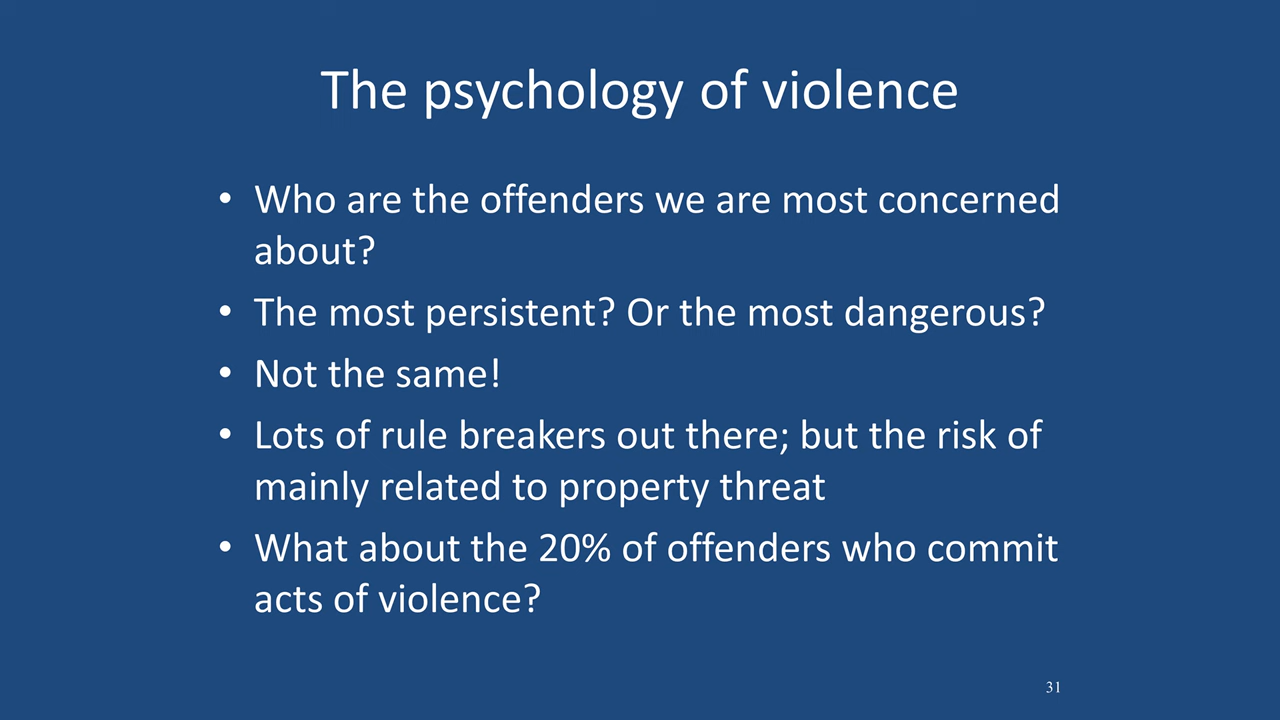 The psychology of violence
• Who are the offenders we are most concerned
about?
• The most persistent? Or the most dangerous?
• Not the same!
• Lots of rule breakers out there; but the risk of
mainly related to property threat
• What about the 20% of offenders who commit
acts of violence?
31